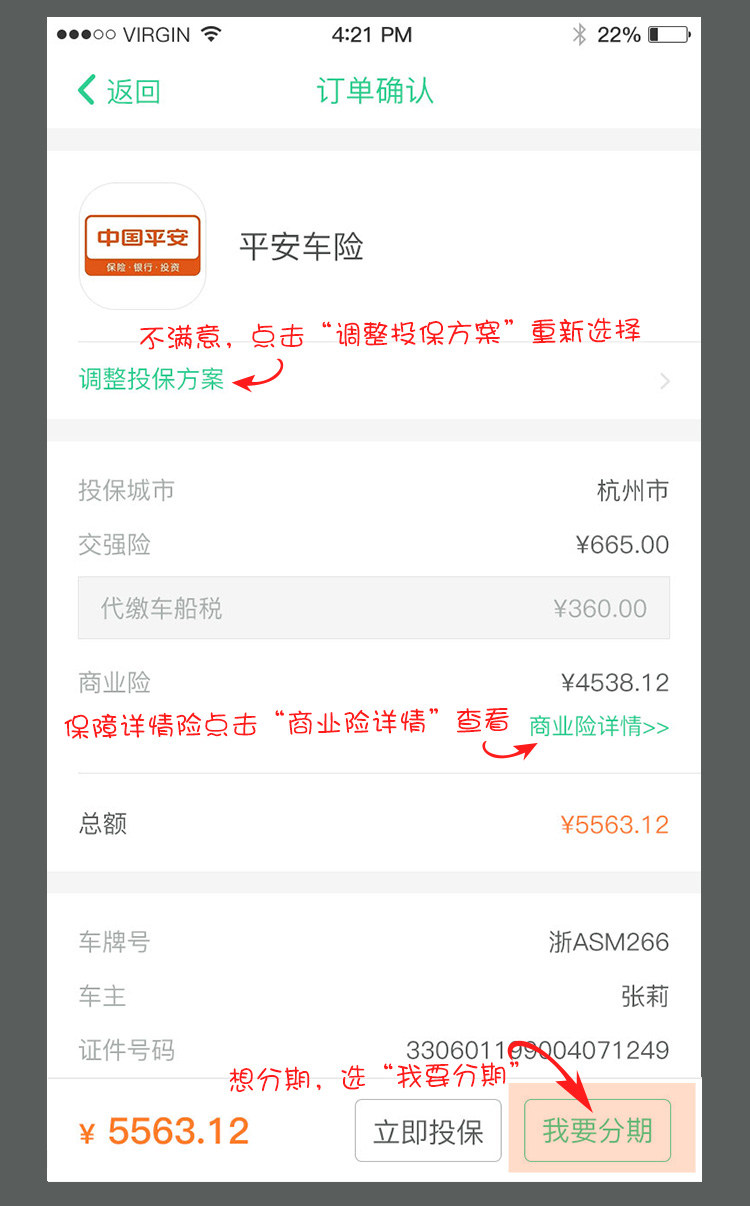 VIRGIN 4:21 PM 22%
返回 订单确认
中国平安
保险·银行·投资
平安车险
不满意，点击“调整投保方案”重新选择
调整投保方案
投保城市 杭州市
交强险 ¥665.00
代缴车船税 ¥360.00
商业险 ¥4538.12
保障详情险点击“商业险详情”查看 商业险详情>>
总额 ¥5563.12
车牌号 浙ASM266
车主 张莉
证件号码 330601199004071249
想分期，选“我要分期”
¥ 5563.12 立即投保 我要分期